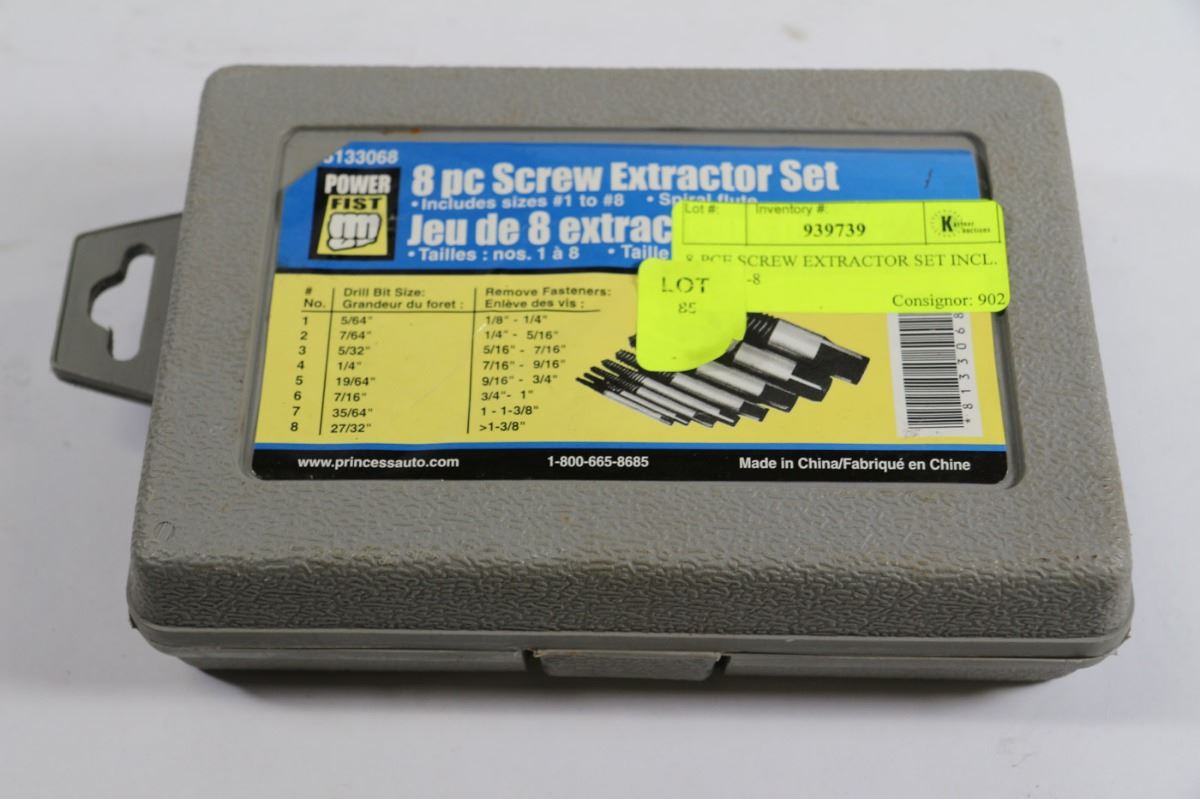 8133068
POWER
FIST
8 pc Screw Extractor Set
• Includes sizes #1 to #8 • Spiral flute
Jeu de 8 extrac
• Tailles : nos. 1 à 8 • Taille
Lot #: Inventory #:
939739
Karner
Auctions
8 PCE SCREW EXTRACTOR SET INCL.
-8
Consignor: 902
LOT
85
# Drill Bit Size: Remove Fasteners:
No. Grandeur du foret : Enlève des vis :
1 5/64" 1/8" - 1/4"
2 7/64" 1/4" - 5/16"
3 5/32" 5/16" - 7/16"
4 1/4" 7/16" - 9/16"
5 19/64" 9/16" - 3/4"
6 7/16" 3/4"- 1"
7 35/64" 1 - 1-3/8"
8 27/32" >1-3/8"
*8133068
www.princessauto.com 1-800-665-8685 Made in China/Fabriqué en Chine